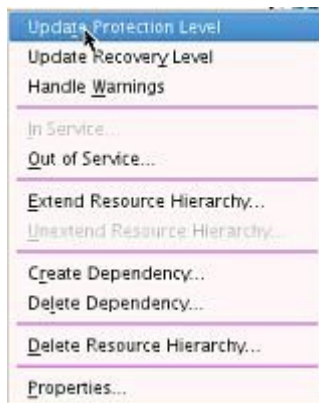 Update Protection Level
Update Recovery Level
Handle Warnings
In Service...
Out of Service...
Extend Resource Hierarchy...
Unextend Resource Hierarchy...
Create Dependency...
Delete Dependency...
Delete Resource Hierarchy...
Properties...